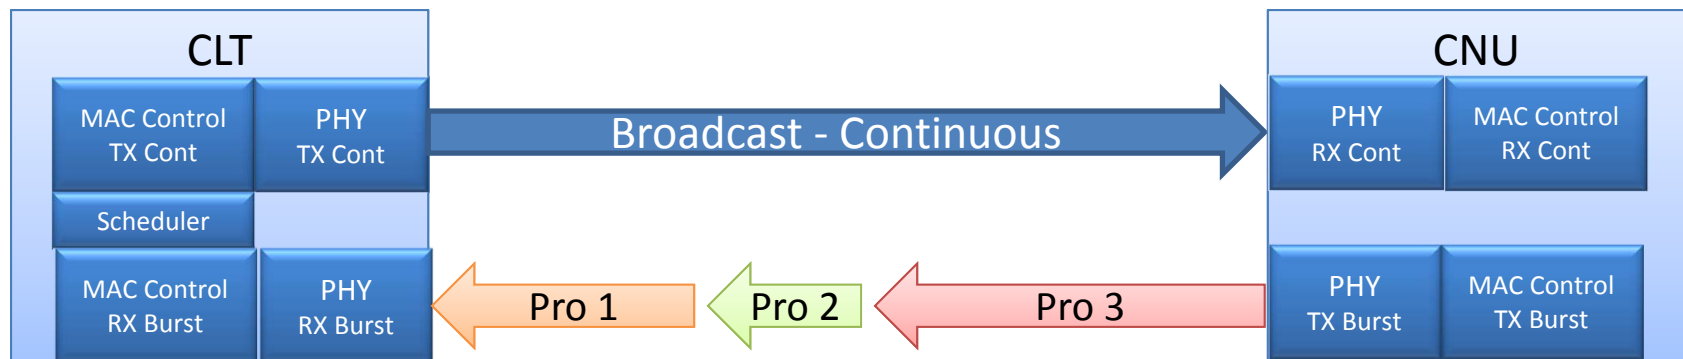 CLT
MAC Control
TX Cont
PHY
TX Cont
Scheduler
MAC Control
RX Burst
PHY
RX Burst
Broadcast - Continuous
Pro 1
Pro 2
Pro 3
CNU
PHY
RX Cont
MAC Control
RX Cont
PHY
TX Burst
MAC Control
TX Burst